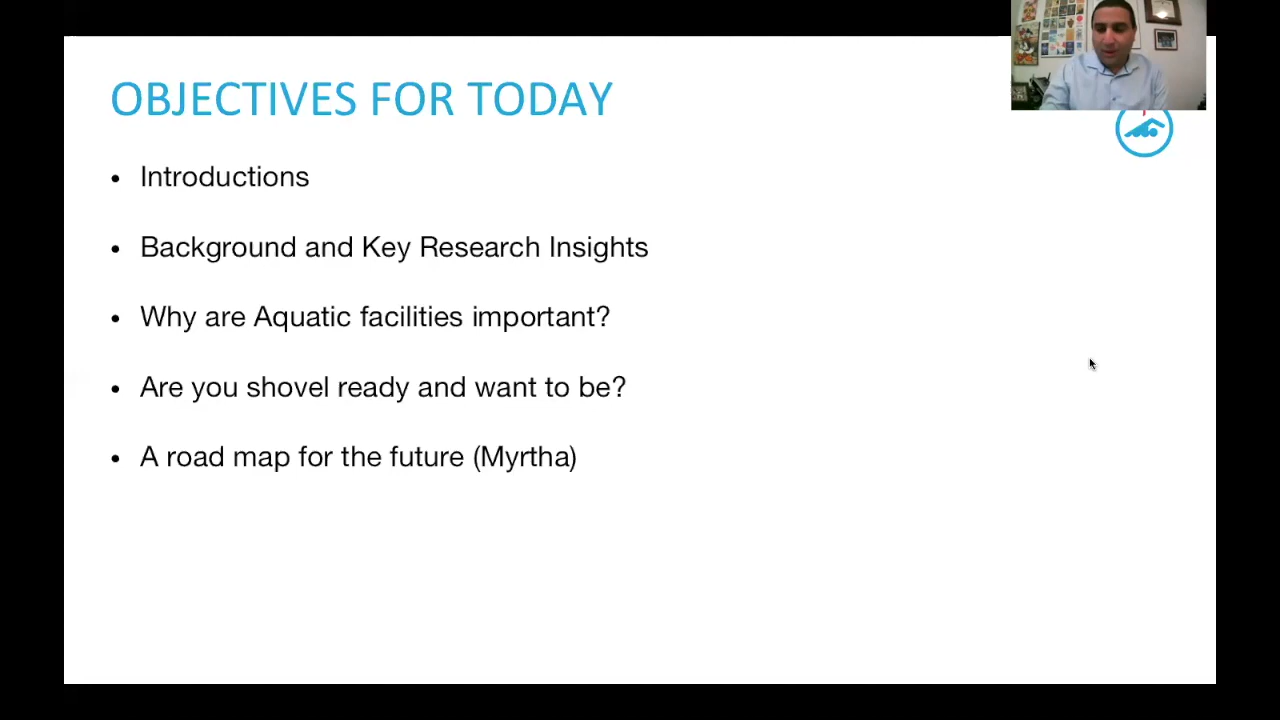 OBJECTIVES FOR TODAY
• Introductions
• Background and Key Research Insights
• Why are Aquatic facilities important?
• Are you shovel ready and want to be?
• A road map for the future (Myrtha)